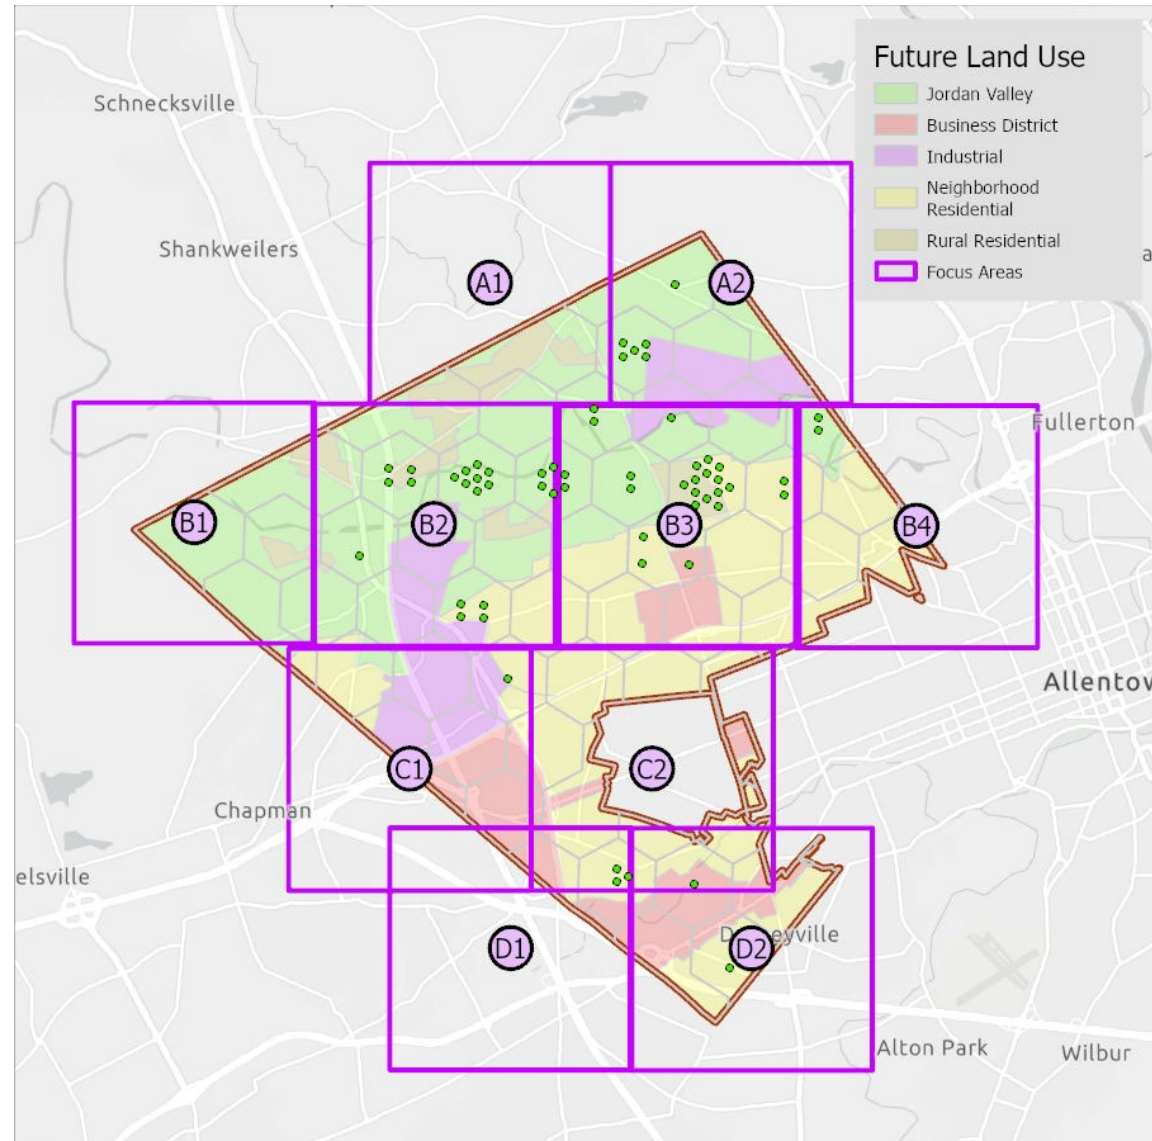 Future Land Use
Jordan Valley
Business District
Industrial
Neighborhood
Residential
Rural Residential
Focus Areas
Schnecksville
Shankweilers
A1
A2
Fullerton
B1
B2
B3
B4
Allentow
C1
C2
Chapman
elsville
D1
D2
eyville
Alton Park
Wilbur